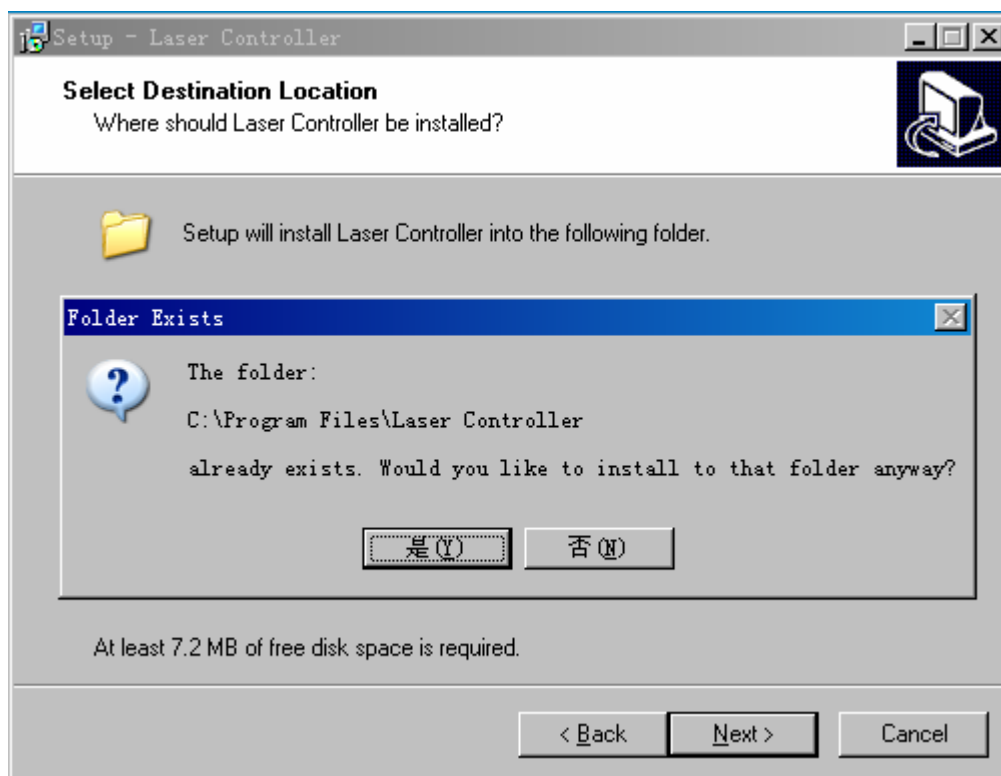 Setup - Laser Controller
Select Destination Location
Where should Laser Controller be installed?
Setup will install Laser Controller into the following folder.
Folder Exists
The folder:
C:\Program Files\Laser Controller
already exists. Would you like to install to that folder anyway?
是(Y) 否(N)
At least 7.2 MB of free disk space is required.
< Back Next > Cancel